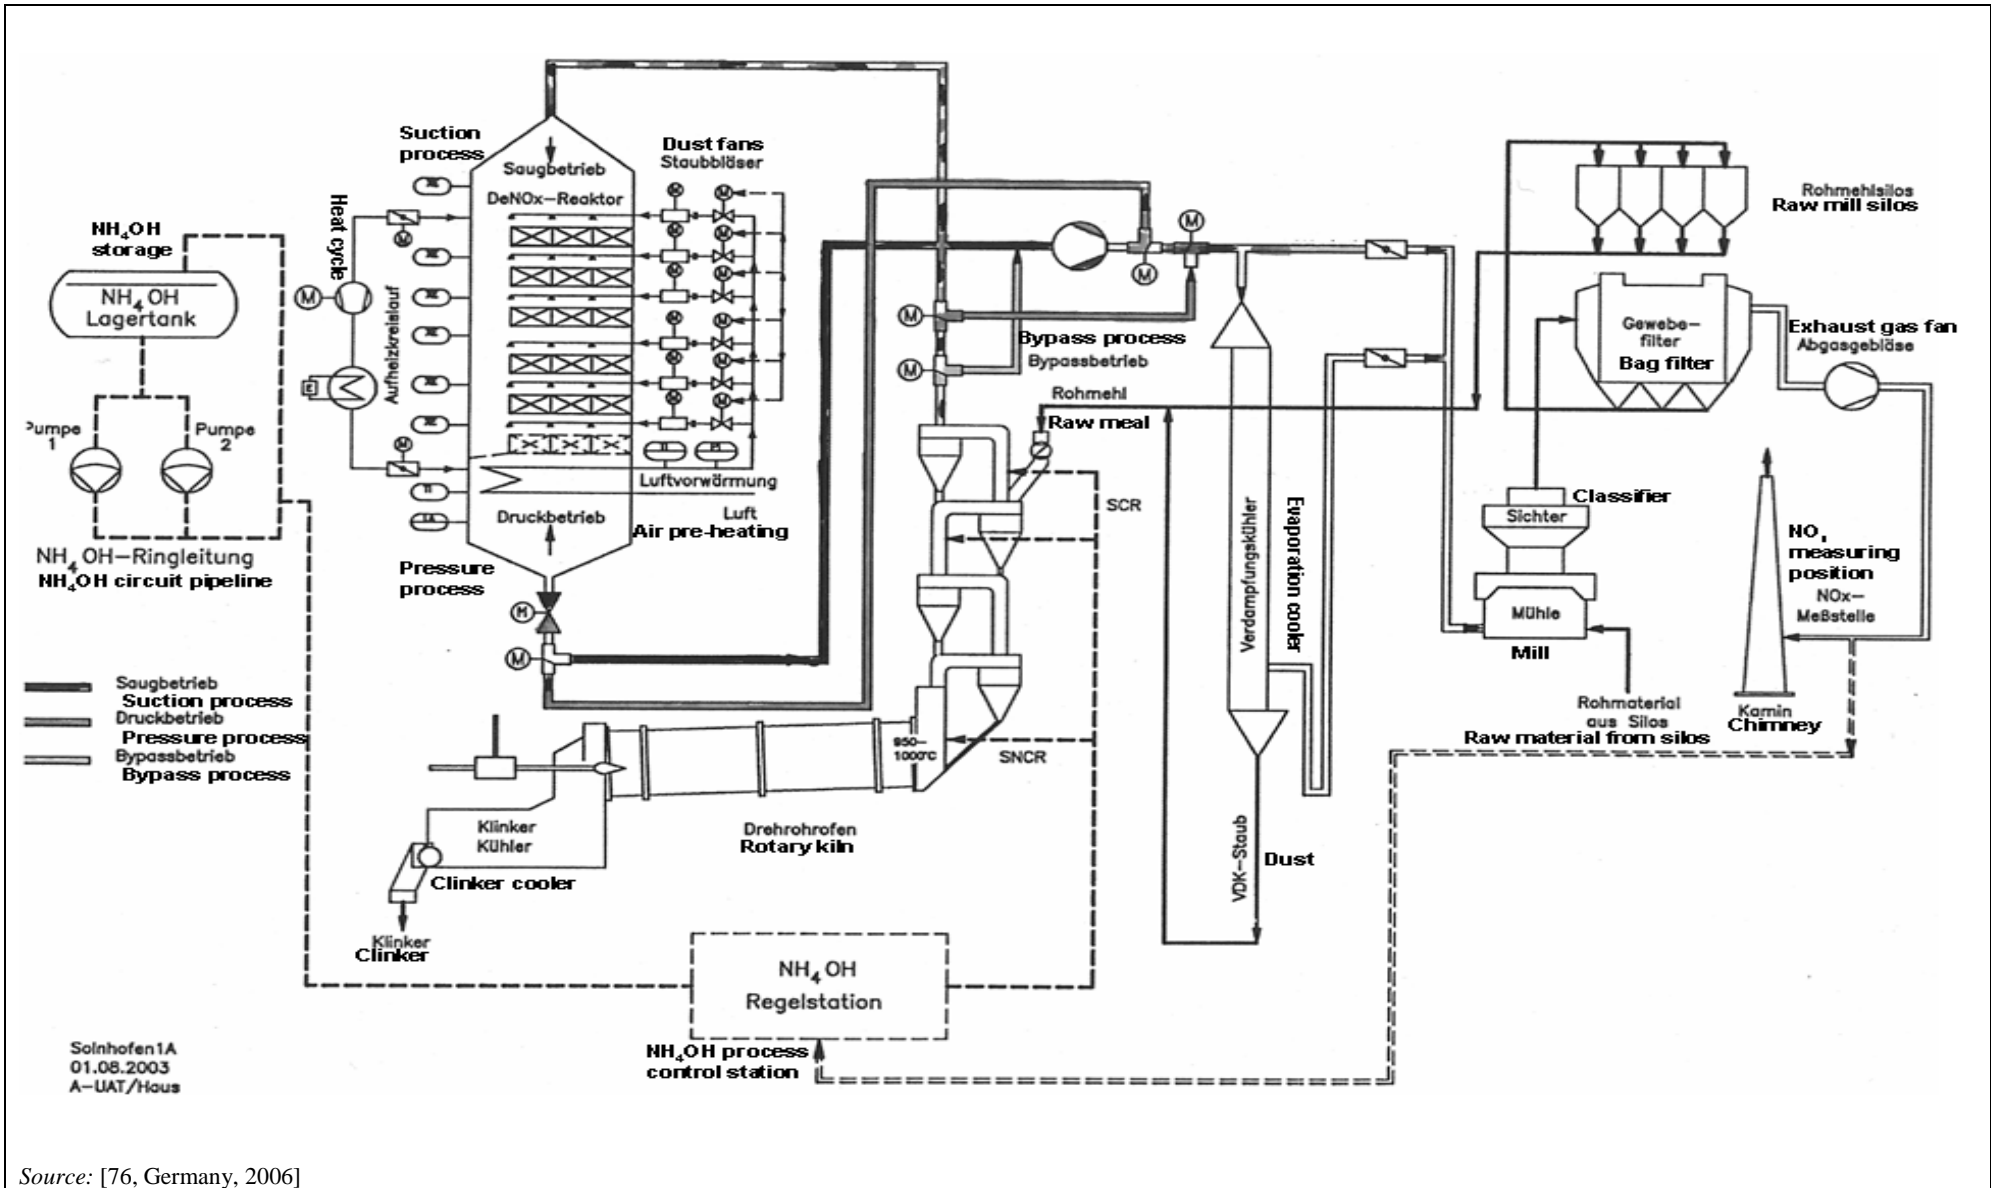 Suction
process
Saugbetrieb
DeNOx-Reaktor
Dust fans
Staubbläser
Heat cycle
Aufheizkreislauf
M
M
M
NH₄OH
storage
NH₄OH
Lagertank
Pumpe
2
1
NH₄OH-Ringleitung
NH₄OH circuit pipeline
Luftvorwärmung
Luft
Air pre-heating
Druckbetrieb
Pressure
process
M
M
Saugbetrieb
Suction process
Druckbetrieb
Pressure process
Bypassbetrieb
Bypass process
M
M
M
M
Bypass process
Bypassbetrieb
Rohmehl
Raw meal
SCR
SNCR
950-
1000°C
Klinker
Kühler
Clinker cooler
Klinker
Clinker
Drehrohrofen
Rotary kiln
Verdampfungskühler
Evaporation cooler
VDK-Staub
Dust
Rohmehlsilos
Raw mill silos
Gewebe-
filter
Bag filter
Exhaust gas fan
Abgasgebläse
Classifier
Sichter
Mühle
Mill
Rohmaterial
aus Silos
Raw material from silos
measuring
position
NOx-
Meßstelle
Kamin
Chimney
NH₄OH
Regelstation
NH₄OH process
control station
Solnhofen1A
01.08.2003
A-UAT/Haus
Source: [76, Germany, 2006]